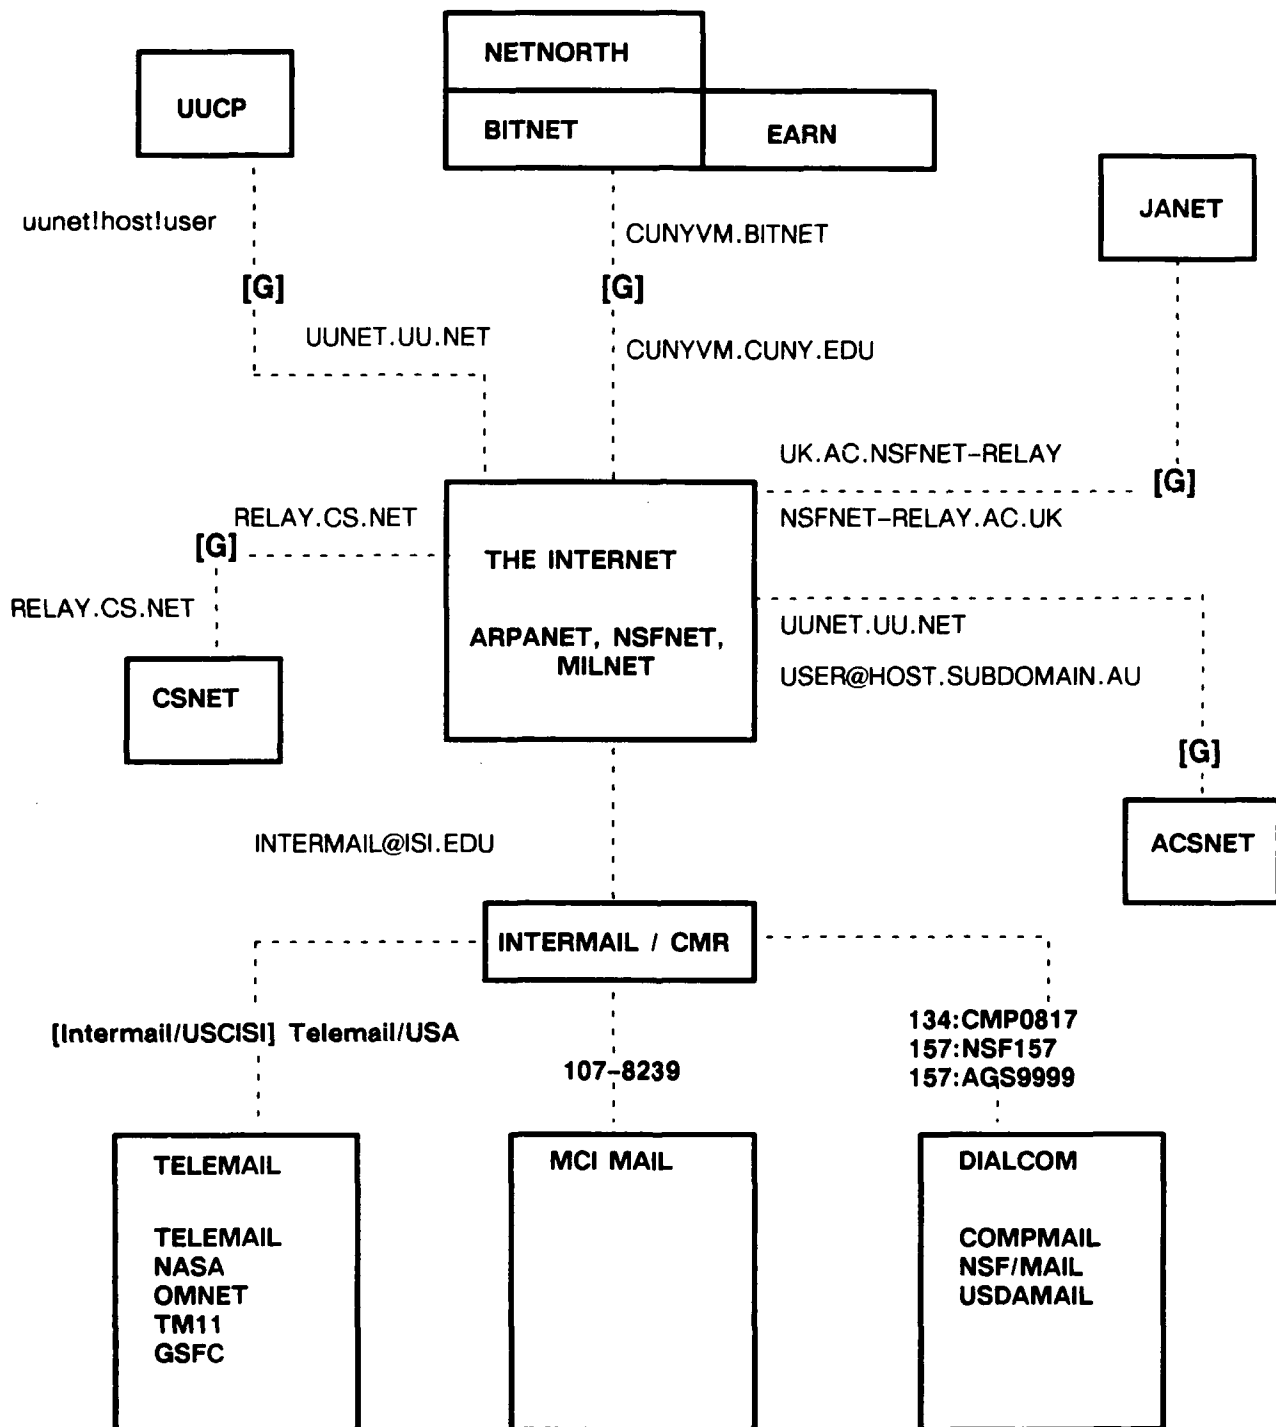 NETNORTH
UUCP
BITNET
EARN
JANET
uunet!host!user
CUNYVM.BITNET
[G]
[G]
UUNET.UU.NET
CUNYVM.CUNY.EDU
UK.AC.NSFNET-RELAY
[G]
RELAY.CS.NET
NSFNET-RELAY.AC.UK
[G]
THE INTERNET
RELAY.CS.NET
UUNET.UU.NET
ARPANET, NSFNET,
MILNET
USER@HOST.SUBDOMAIN.AU
CSNET
[G]
INTERMAIL@ISI.EDU
ACSNET
INTERMAIL / CMR
[Intermail/USCISI] Telemail/USA
107-8239
134:CMP0817
157:NSF157
157:AGS9999
TELEMAIL
TELEMAIL
NASA
OMNET
TM11
GSFC
MCI MAIL
DIALCOM
COMPMAIL
NSF/MAIL
USDAMAIL